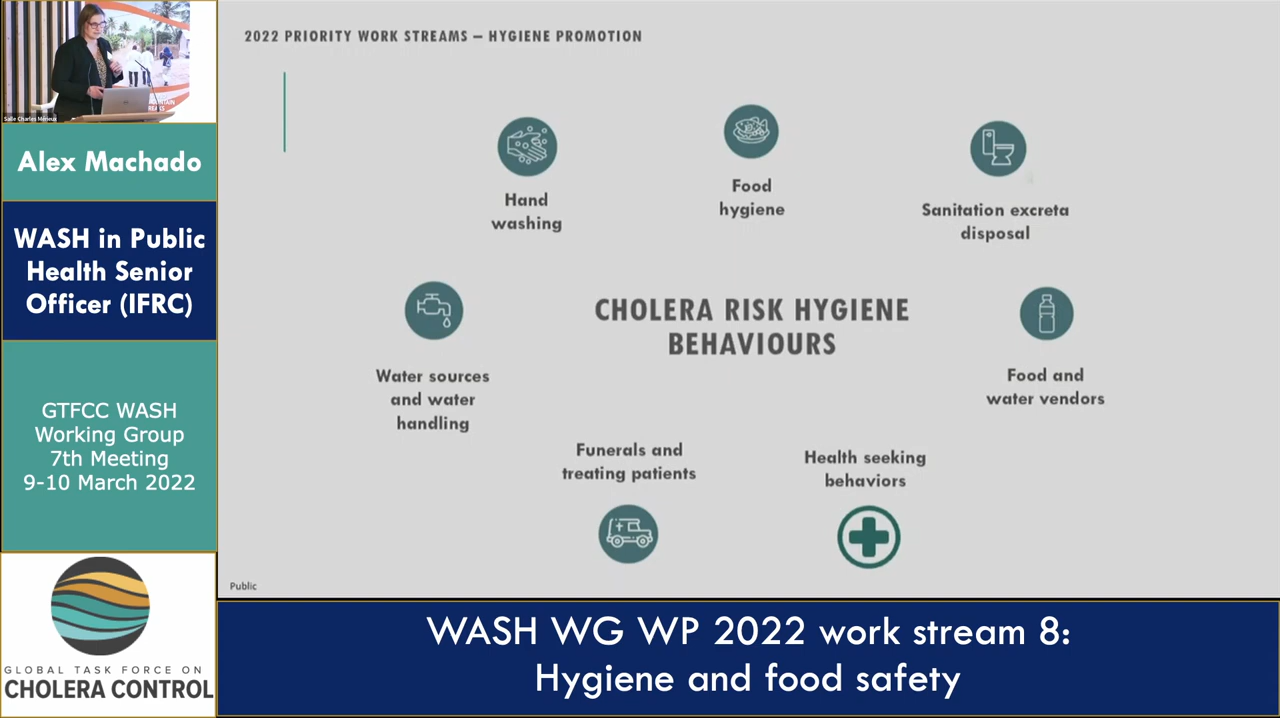 Salle Charles Mérieux
Alex Machado
WASH in Public
Health Senior
Officer (IFRC)
GTFCC WASH
Working Group
7th Meeting
9-10 March 2022
GLOBAL TASK FORCE ON
CHOLERA CONTROL
2022 PRIORITY WORK STREAMS – HYGIENE PROMOTION
Hand
washing
Food
hygiene
Sanitation excreta
disposal
Water sources
and water
handling
CHOLERA RISK HYGIENE
BEHAVIOURS
Food and
water vendors
Funerals and
treating patients
Health seeking
behaviors
Public
WASH WG WP 2022 work stream 8:
Hygiene and food safety